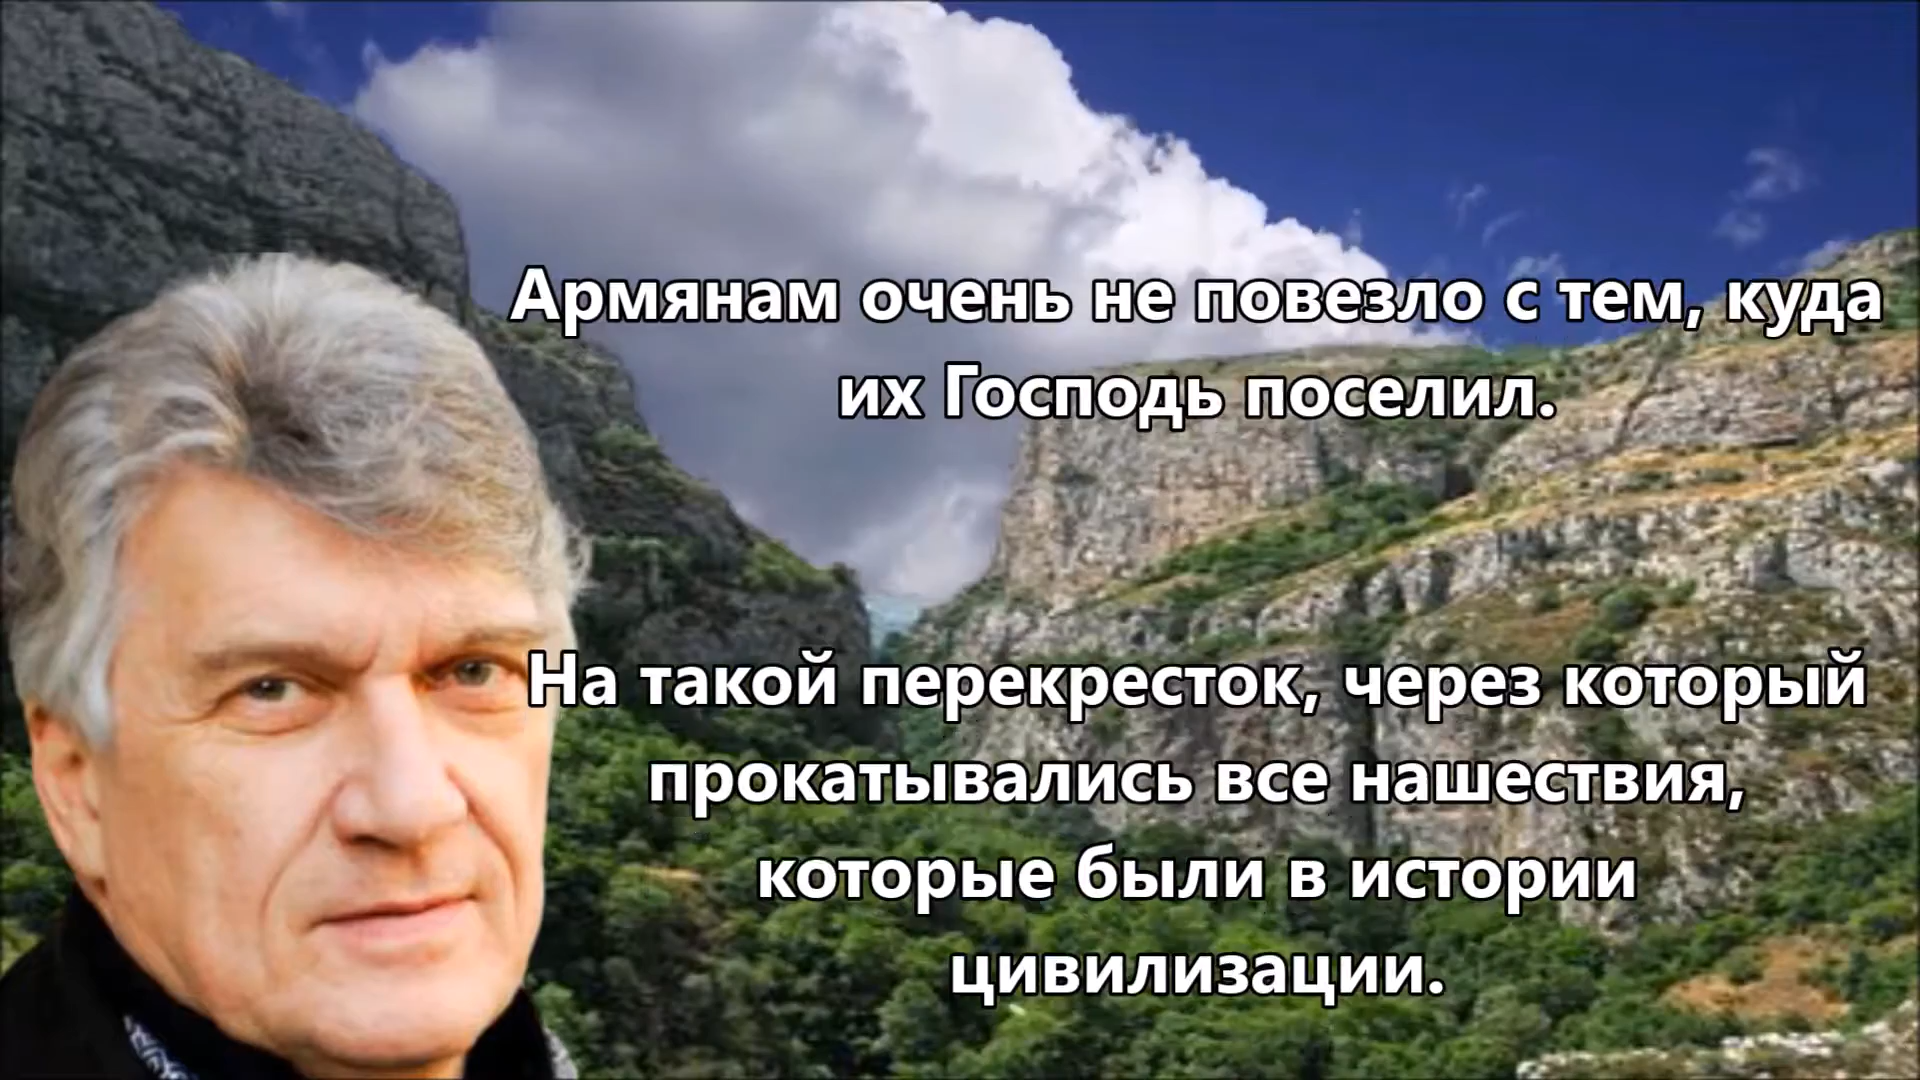 Армянам очень не повезло с тем, куда
их Господь поселил.
На такой перекресток, через который
прокатывались все нашествия,
которые были в истории
цивилизации.